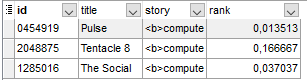 id title story rank
0454919 Pulse <b>compute 0,013513
2048875 Tentacle 8 <b>compute 0,166667
1285016 The Social <b>compute 0,037037